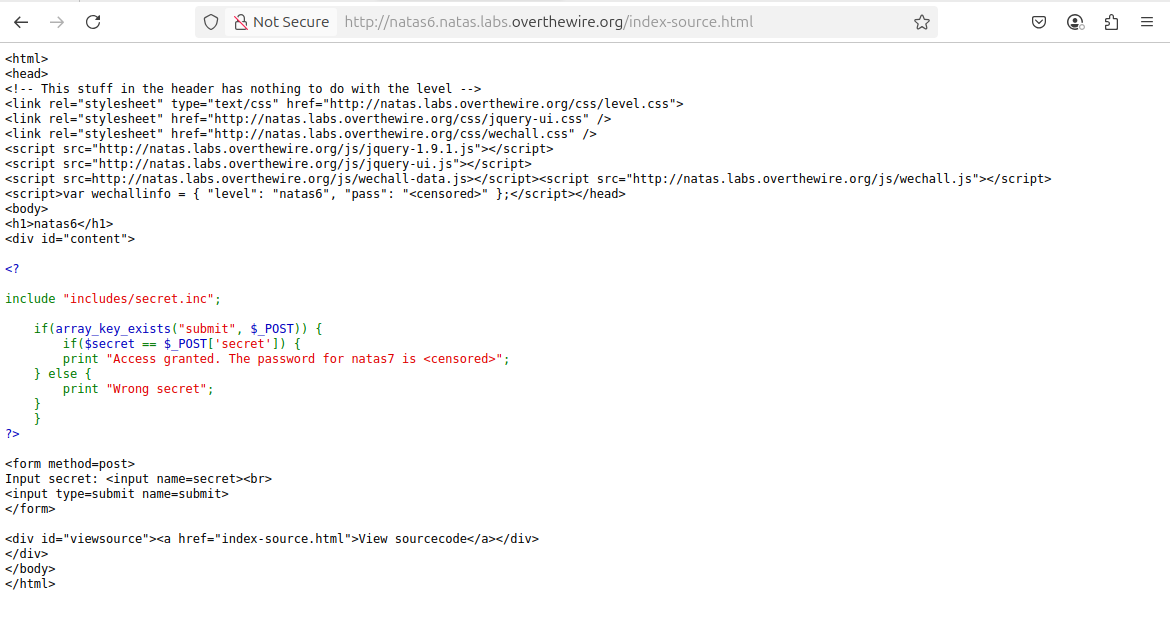 Not Secure http://natas6.natas.labs.overthewire.org/index-source.html
<html>
<head>
<!-- This stuff in the header has nothing to do with the level -->
<link rel="stylesheet" type="text/css" href="http://natas.labs.overthewire.org/css/level.css">
<link rel="stylesheet" href="http://natas.labs.overthewire.org/css/jquery-ui.css" />
<link rel="stylesheet" href="http://natas.labs.overthewire.org/css/wechall.css" />
<script src="http://natas.labs.overthewire.org/js/jquery-1.9.1.js"></script>
<script src="http://natas.labs.overthewire.org/js/jquery-ui.js"></script>
<script src=http://natas.labs.overthewire.org/js/wechall-data.js></script><script src="http://natas.labs.overthewire.org/js/wechall.js"></script>
<script>var wechallinfo = { "level": "natas6", "pass": "<censored>" };</script></head>
<body>
<h1>natas6</h1>
<div id="content">

<?

include "includes/secret.inc";

    if(array_key_exists("submit", $_POST)) {
        if($secret == $_POST['secret']) {
        print "Access granted. The password for natas7 is <censored>";
    } else {
        print "Wrong secret";
    }
    }
?>

<form method=post>
Input secret: <input name=secret><br>
<input type=submit name=submit>
</form>

<div id="viewsource"><a href="index-source.html">View sourcecode</a></div>
</div>
</body>
</html>